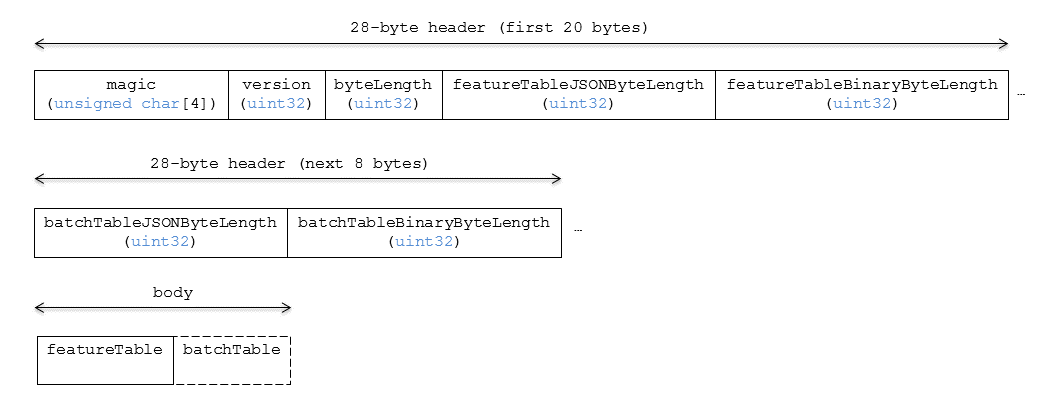 28-byte header (first 20 bytes)
magic version byteLength featureTableJSONByteLength featureTableBinaryByteLength
(unsigned char[4]) (uint32) (uint32) (uint32) (uint32) …
28-byte header (next 8 bytes)
batchTableJSONByteLength batchTableBinaryByteLength
(uint32) (uint32) …
body
featureTable batchTable